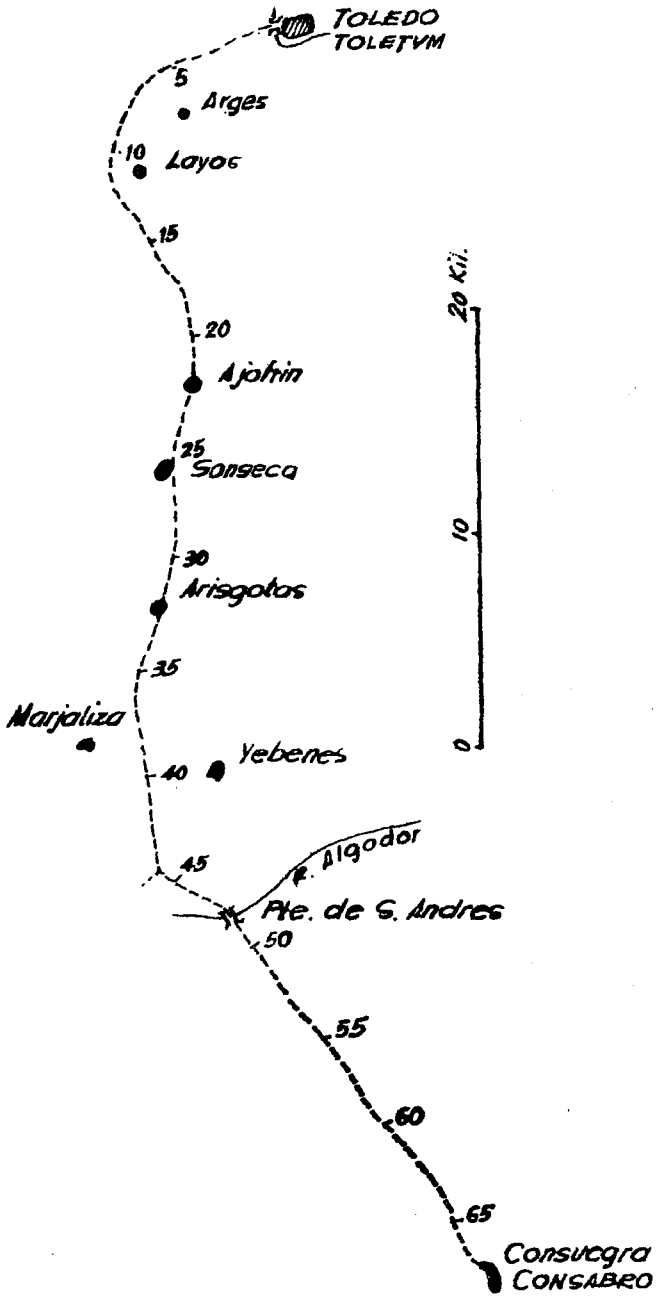 TOLEDO
TOLETVM
5
Arges
10
Layos
15
20 Kil.
20
Ajofrin
25
Sonseca
10
30
Arisgotas
35
Marjaliza
0
Yebenes
40
R. Algodor
45
Pte. de S. Andres
50
55
60
65
Consuegra
CONSABRO